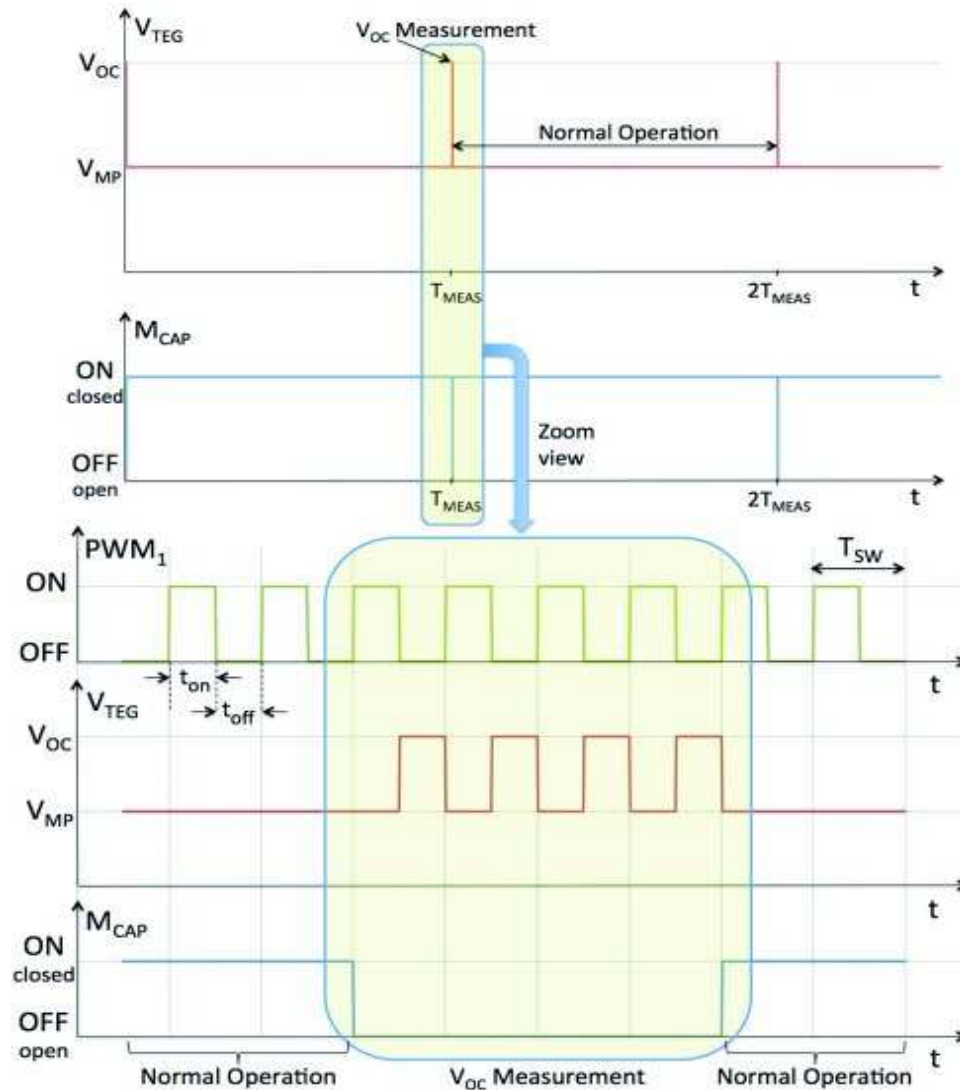 V_TEG
V_OC Measurement
V_OC
Normal Operation
V_MP
T_MEAS 2T_MEAS t
M_CAP
ON
closed
Zoom
view
OFF
open
T_MEAS 2T_MEAS t
PWM_1
T_SW
ON
OFF
t
t_on
V_TEG
t_off
V_OC
V_MP
t
M_CAP
ON
closed
OFF
open
t
Normal Operation V_OC Measurement Normal Operation